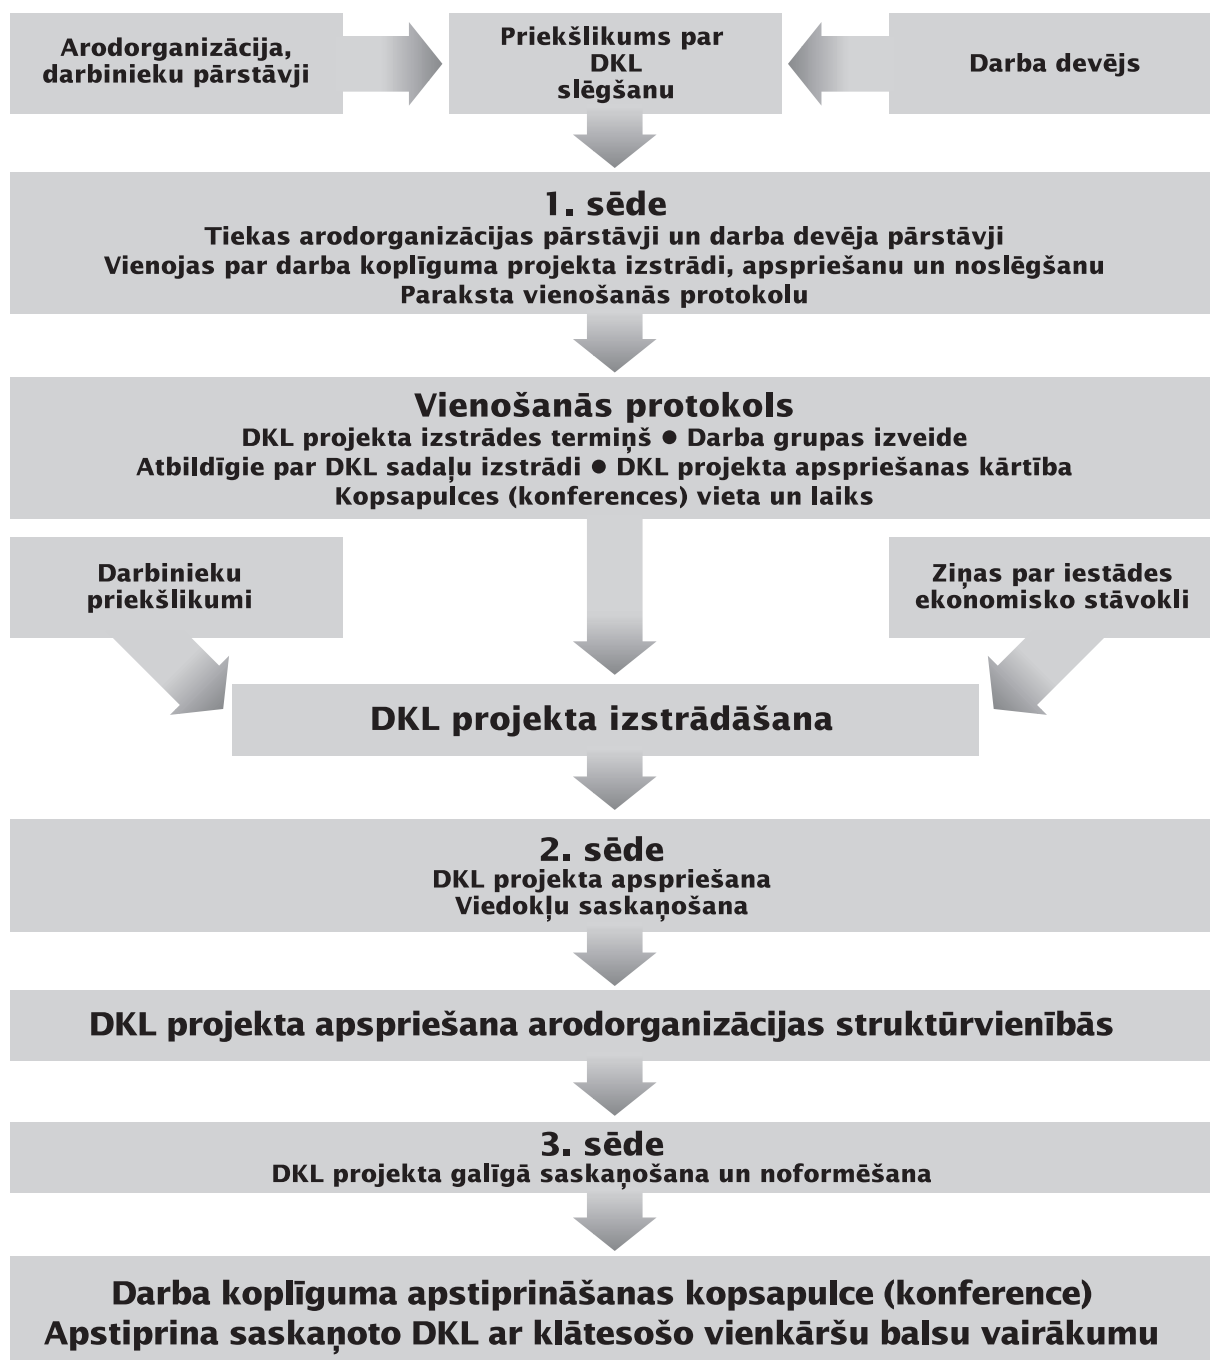 Arodorganizācija,
darbinieku pārstāvji
Priekšlikums par
DKL
slēgšanu
Darba devējs
1. sēde
Tiekas arodorganizācijas pārstāvji un darba devēja pārstāvji
Vienojas par darba koplīguma projekta izstrādi, apspriešanu un noslēgšanu
Paraksta vienošanās protokolu
Vienošanās protokols
DKL projekta izstrādes termiņš ● Darba grupas izveide
Atbildīgie par DKL sadaļu izstrādi ● DKL projekta apspriešanas kārtība
Kopsapulces (konferences) vieta un laiks
Darbinieku
priekšlikumi
Ziņas par iestādes
ekonomisko stāvokli
DKL projekta izstrādāšana
2. sēde
DKL projekta apspriešana
Viedokļu saskaņošana
DKL projekta apspriešana arodorganizācijas struktūrvienībās
3. sēde
DKL projekta galīgā saskaņošana un noformēšana
Darba koplīguma apstiprināšanas kopsapulce (konference)
Apstiprina saskaņoto DKL ar klātesošo vienkāršu balsu vairākumu